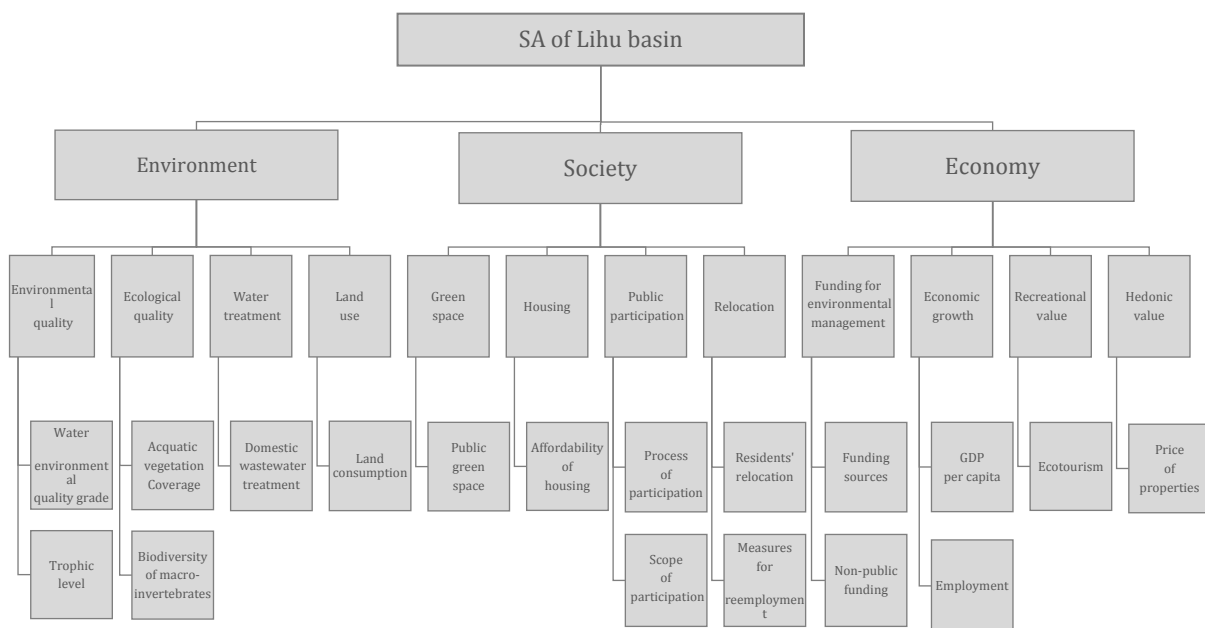 SA of Lihu basin
Environment
Society
Economy
Environmenta
l
quality
Ecological
quality
Water
treatment
Land
use
Green
space
Housing
Public
participation
Relocation
Funding for
environmental
management
Economic
growth
Recreational
value
Hedonic
value
Water
environment
al
quality grade
Acquatic
vegetation
Coverage
Domestic
wastewater
treatment
Land
consumption
Public
green
space
Affordability
of
housing
Process
of
participation
Residents'
relocation
Funding
sources
GDP
per capita
Ecotourism
Price
of
properties
Trophic
level
Biodiversity
of macro-
invertebrates
Scope
of
participation
Measures
for
reemploymen
t
Non-public
funding
Employment